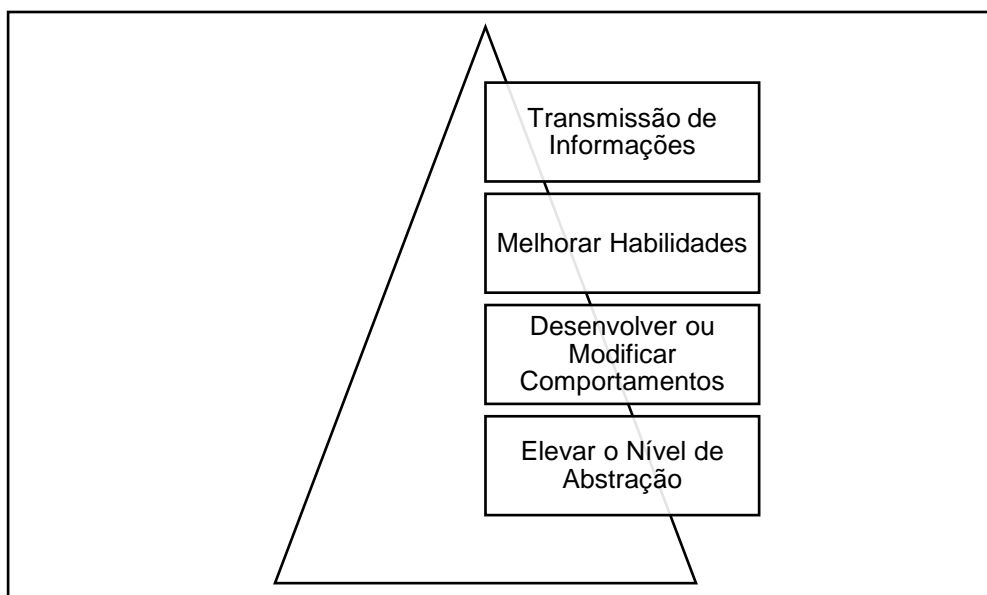 Transmissão de
Informações
Melhorar Habilidades
Desenvolver ou
Modificar
Comportamentos
Elevar o Nível de
Abstração